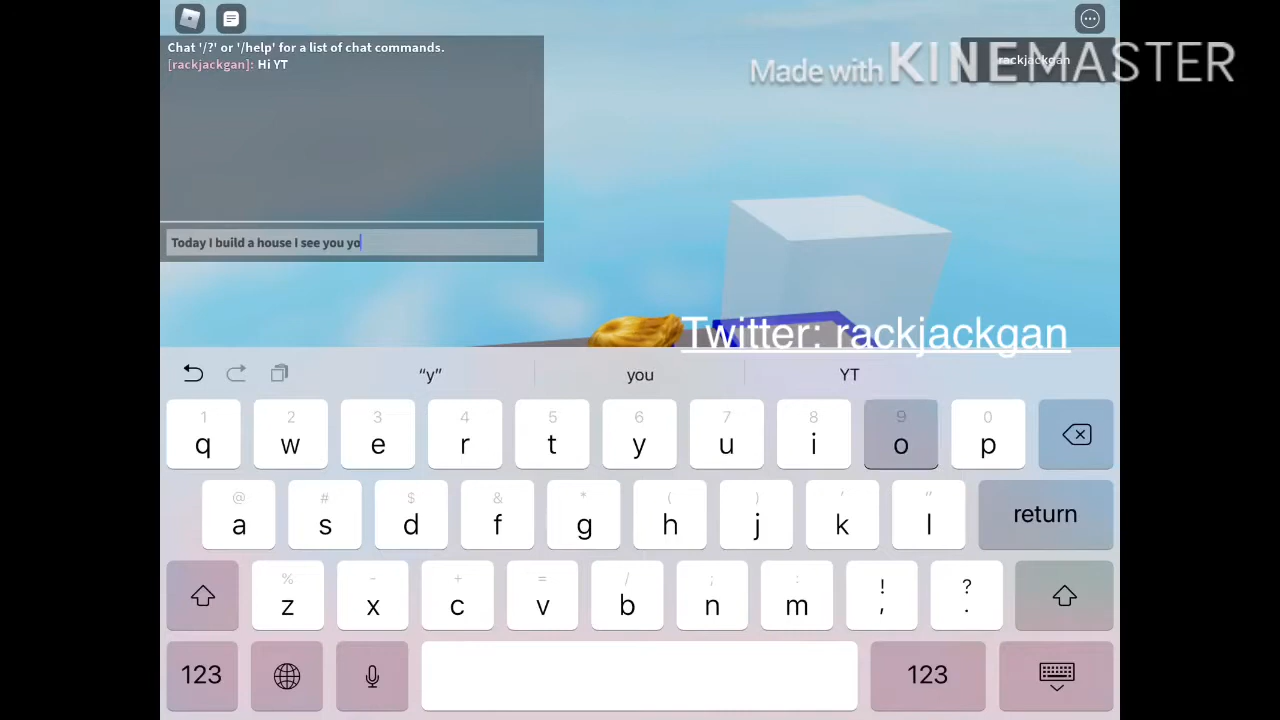 Chat '/?' or '/help' for a list of chat commands.
[rackjackgan]: Hi YT
rackjackgan
Made with KINEMASTER
Today I build a house I see you yo
Twitter: rackjackgan
“y” you YT
1 2 3 4 5 6 7 8 9 0
q w e r t y u i o p
@ # $ & * ( ) ' "
a s d f g h j k l return
% - + = / ; : ! ?
z x c v b n m , .
123 123